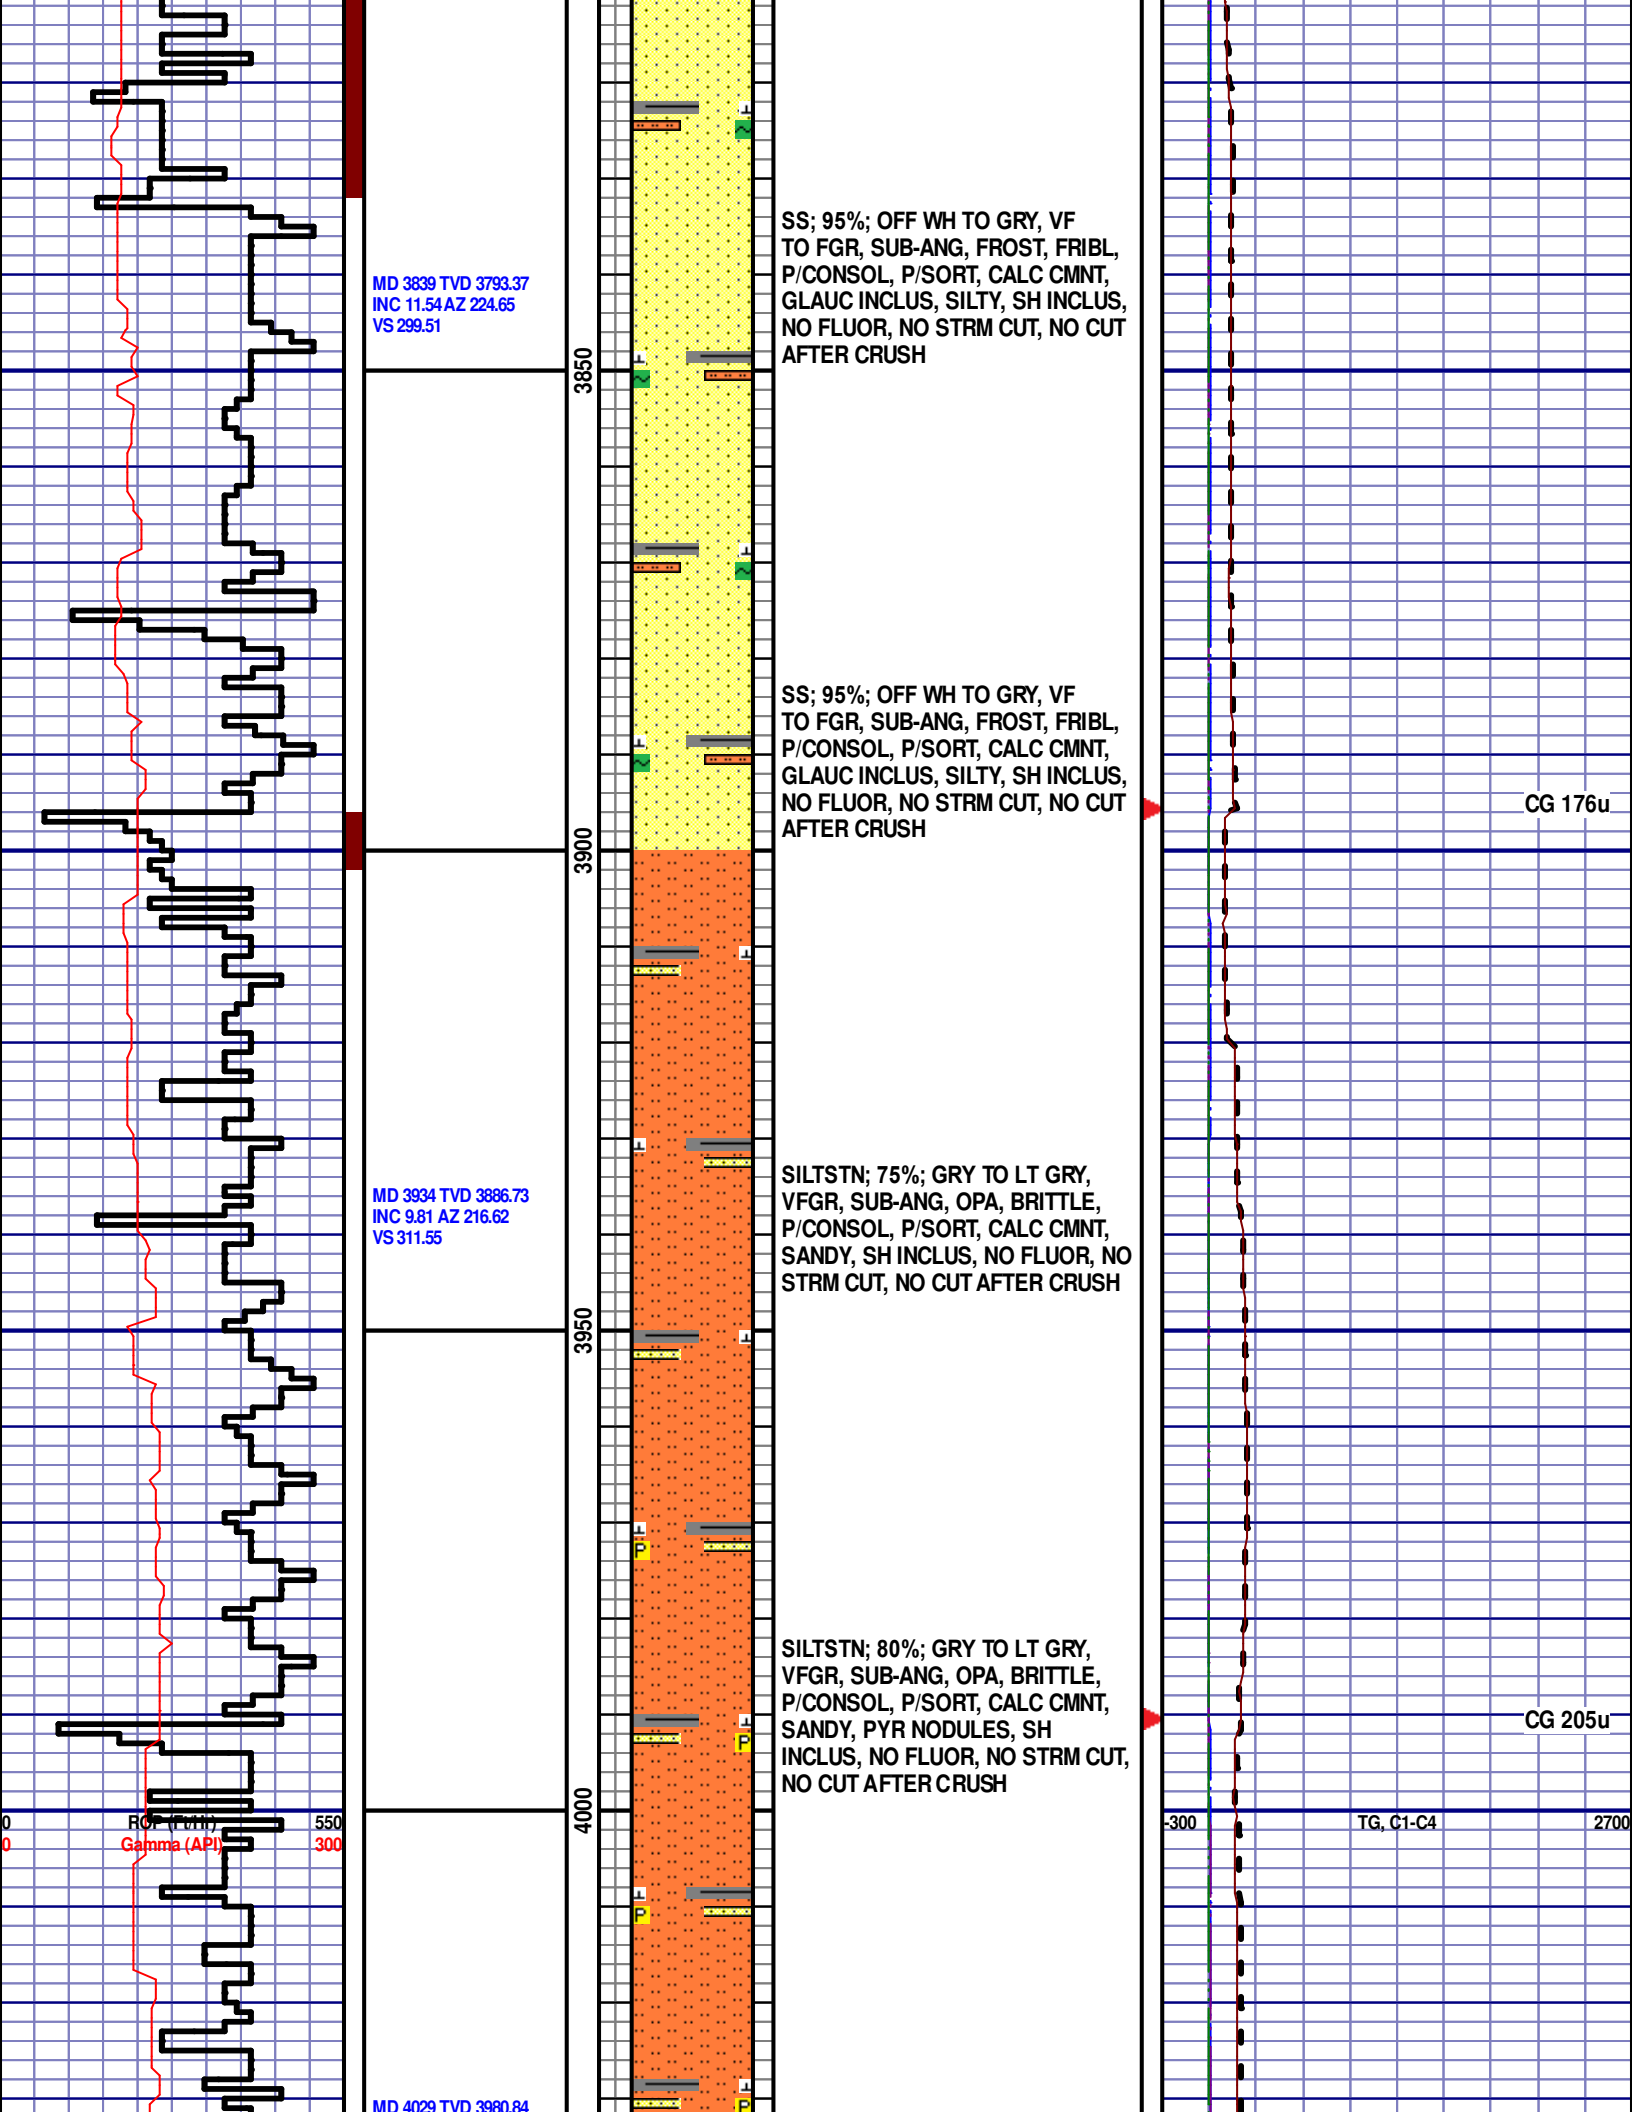 SS; 95%; OFF WH TO GRY, VF
TO FGR, SUB-ANG, FROST, FRIBL,
P/CONSOL, P/SORT, CALC CMNT,
GLAUC INCLUS, SILTY, SH INCLUS,
NO FLUOR, NO STRM CUT, NO CUT
AFTER CRUSH
MD 3839 TVD 3793.37
INC 11.54 AZ 224.65
VS 299.51
3850
SS; 95%; OFF WH TO GRY, VF
TO FGR, SUB-ANG, FROST, FRIBL,
P/CONSOL, P/SORT, CALC CMNT,
GLAUC INCLUS, SILTY, SH INCLUS,
NO FLUOR, NO STRM CUT, NO CUT
AFTER CRUSH
CG 176u
3900
SILTSTN; 75%; GRY TO LT GRY,
VFGR, SUB-ANG, OPA, BRITTLE,
P/CONSOL, P/SORT, CALC CMNT,
SANDY, SH INCLUS, NO FLUOR, NO
STRM CUT, NO CUT AFTER CRUSH
MD 3934 TVD 3886.73
INC 9.81 AZ 216.62
VS 311.55
3950
P
SILTSTN; 80%; GRY TO LT GRY,
VFGR, SUB-ANG, OPA, BRITTLE,
P/CONSOL, P/SORT, CALC CMNT,
SANDY, PYR NODULES, SH
INCLUS, NO FLUOR, NO STRM CUT,
NO CUT AFTER CRUSH
CG 205u
P
4000
0 ROP (Ft/Hr) 550
0 Gamma (API) 300
-300 TG, C1-C4 2700
P
MD 4029 TVD 3980.84
P